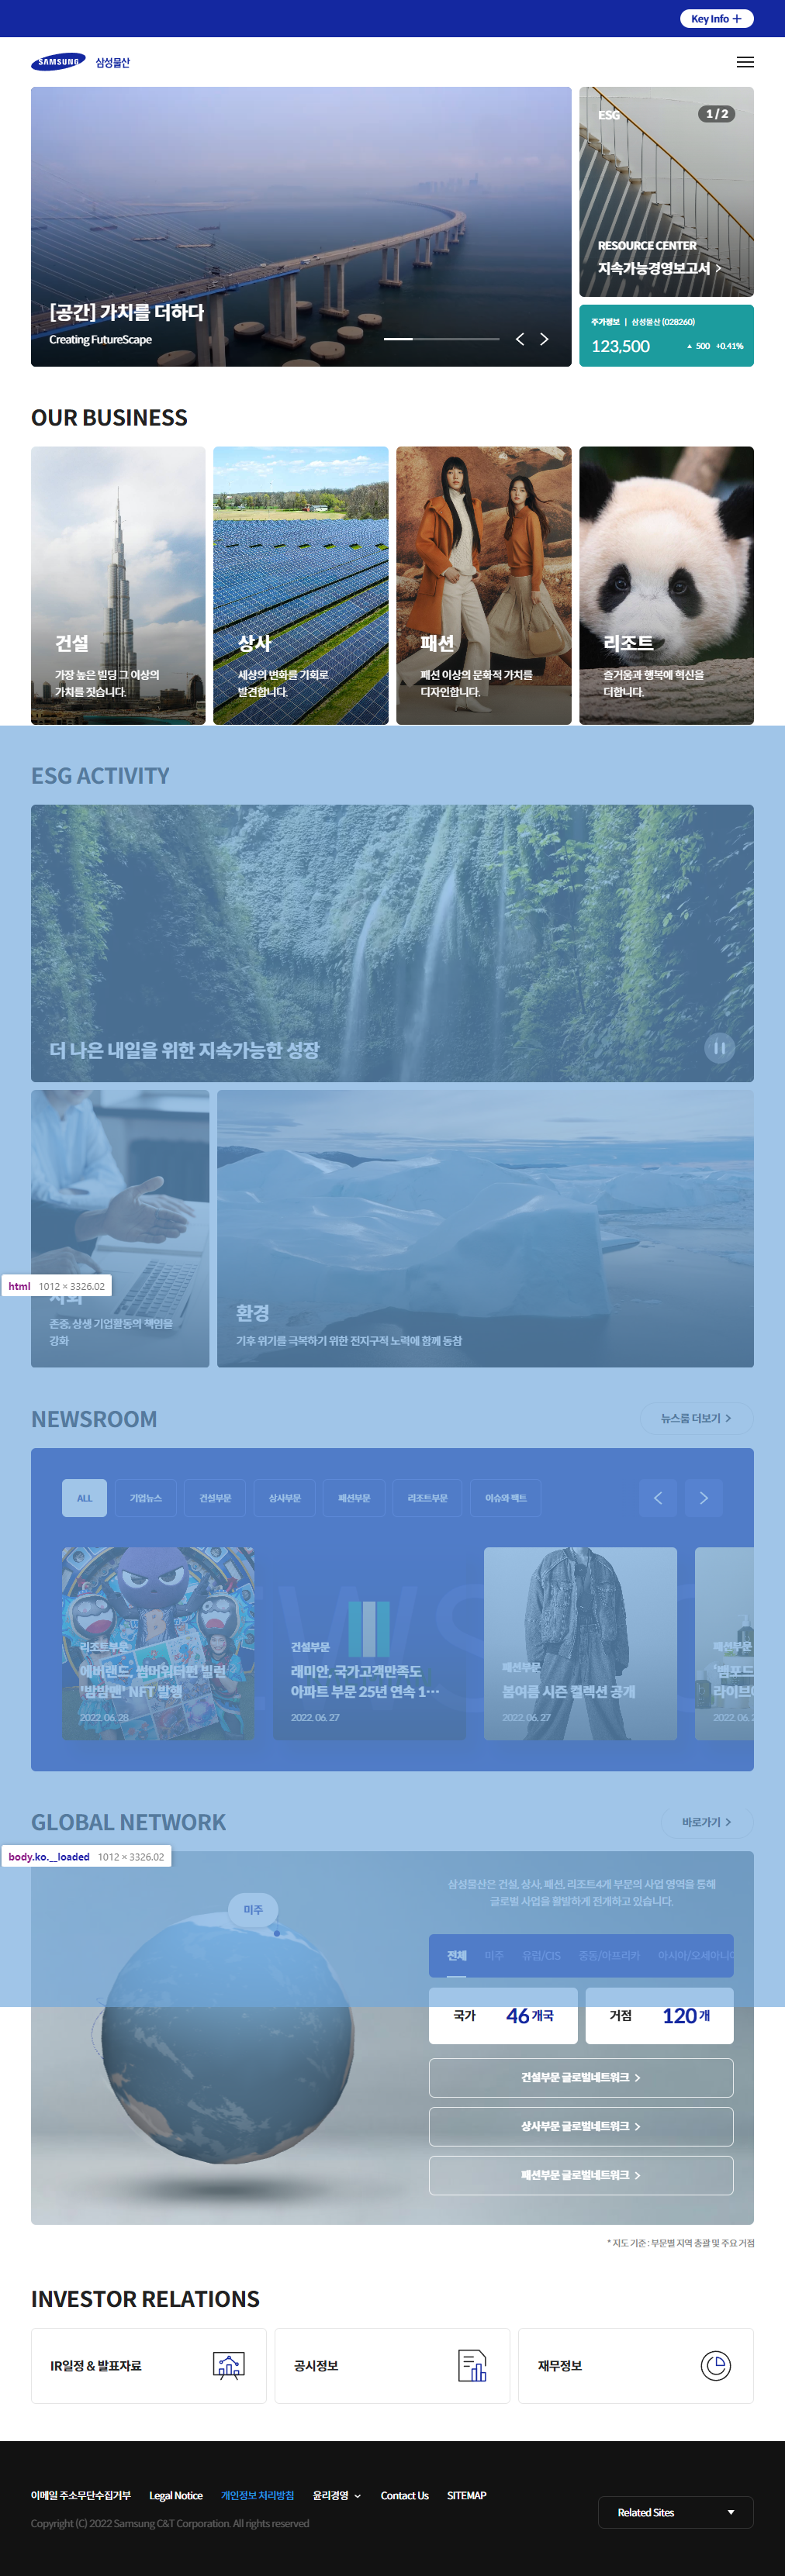 Key Info +
SAMSUNG 삼성물산
ESG
1 / 2
RESOURCE CENTER
지속가능경영보고서
[공간] 가치를 더하다
Creating FutureScape
주가정보 | 삼성물산 (028260)
123,500 ▲ 500 +0.41%
OUR BUSINESS
건설
가장 높은 빌딩 그 이상의
가치를 짓습니다.
상사
세상의 변화를 기회로
발견합니다.
패션
패션 이상의 문화적 가치를
디자인합니다.
리조트
즐거움과 행복에 혁신을
더합니다.
ESG ACTIVITY
더 나은 내일을 위한 지속가능한 성장
html 1012 × 3326.02
존중, 상생 기업활동의 책임을
강화
환경
기후 위기를 극복하기 위한 전지구적 노력에 함께 동참
NEWSROOM
뉴스룸 더보기
ALL 기업뉴스 건설부문 상사부문 패션부문 리조트부문 이슈와 팩트
리조트부문
에버랜드, 썸머워터펀 빌런
'밤밤맨' NFT 발행
2022. 06. 28
건설부문
래미안, 국가고객만족도
아파트 부문 25년 연속 1…
2022. 06. 27
패션부문
봄여름 시즌 컬렉션 공개
2022. 06. 27
패션부문
라이브
2022. 06.
GLOBAL NETWORK
바로가기
body.ko.__loaded 1012 × 3326.02
미주
삼성물산은 건설, 상사, 패션, 리조트4개 부문의 사업 영역을 통해
글로벌 사업을 활발하게 전개하고 있습니다.
전체 미주 유럽/CIS 중동/아프리카 아시아/오세아니아
국가 46 개국
거점 120 개
건설부문 글로벌네트워크
상사부문 글로벌네트워크
패션부문 글로벌네트워크
* 지도 기준 : 부문별 지역 총괄 및 주요 거점
INVESTOR RELATIONS
IR일정 & 발표자료
공시정보
재무정보
이메일 주소무단수집거부 Legal Notice 개인정보 처리방침 윤리경영 Contact Us SITEMAP
Related Sites
Copyright (C) 2022 Samsung C&T Corporation. All rights reserved